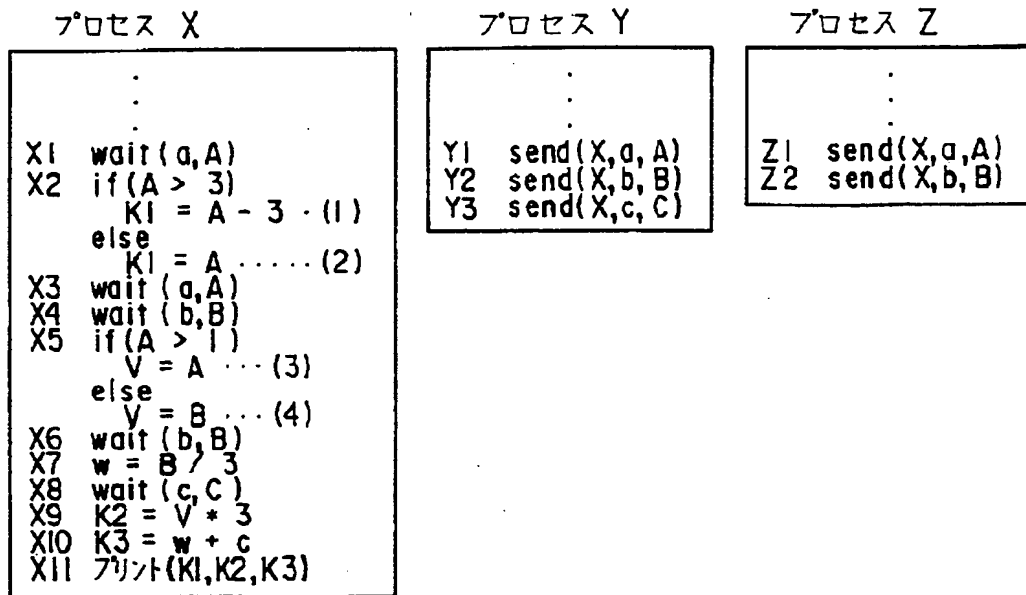 プロセス X
X1 wait(a,A)
X2 if(A > 3)
K1 = A - 3 ・(1)
else
K1 = A ・・・・・(2)
X3 wait(a,A)
X4 wait(b,B)
X5 if(A > 1)
V = A ・・・(3)
else
V = B ・・・(4)
X6 wait(b,B)
X7 w = B / 3
X8 wait(c,C)
X9 K2 = V * 3
X10 K3 = w + c
X11 プリント(K1,K2,K3)
プロセス Y
Y1 send(X,a,A)
Y2 send(X,b,B)
Y3 send(X,c,C)
プロセス Z
Z1 send(X,a,A)
Z2 send(X,b,B)